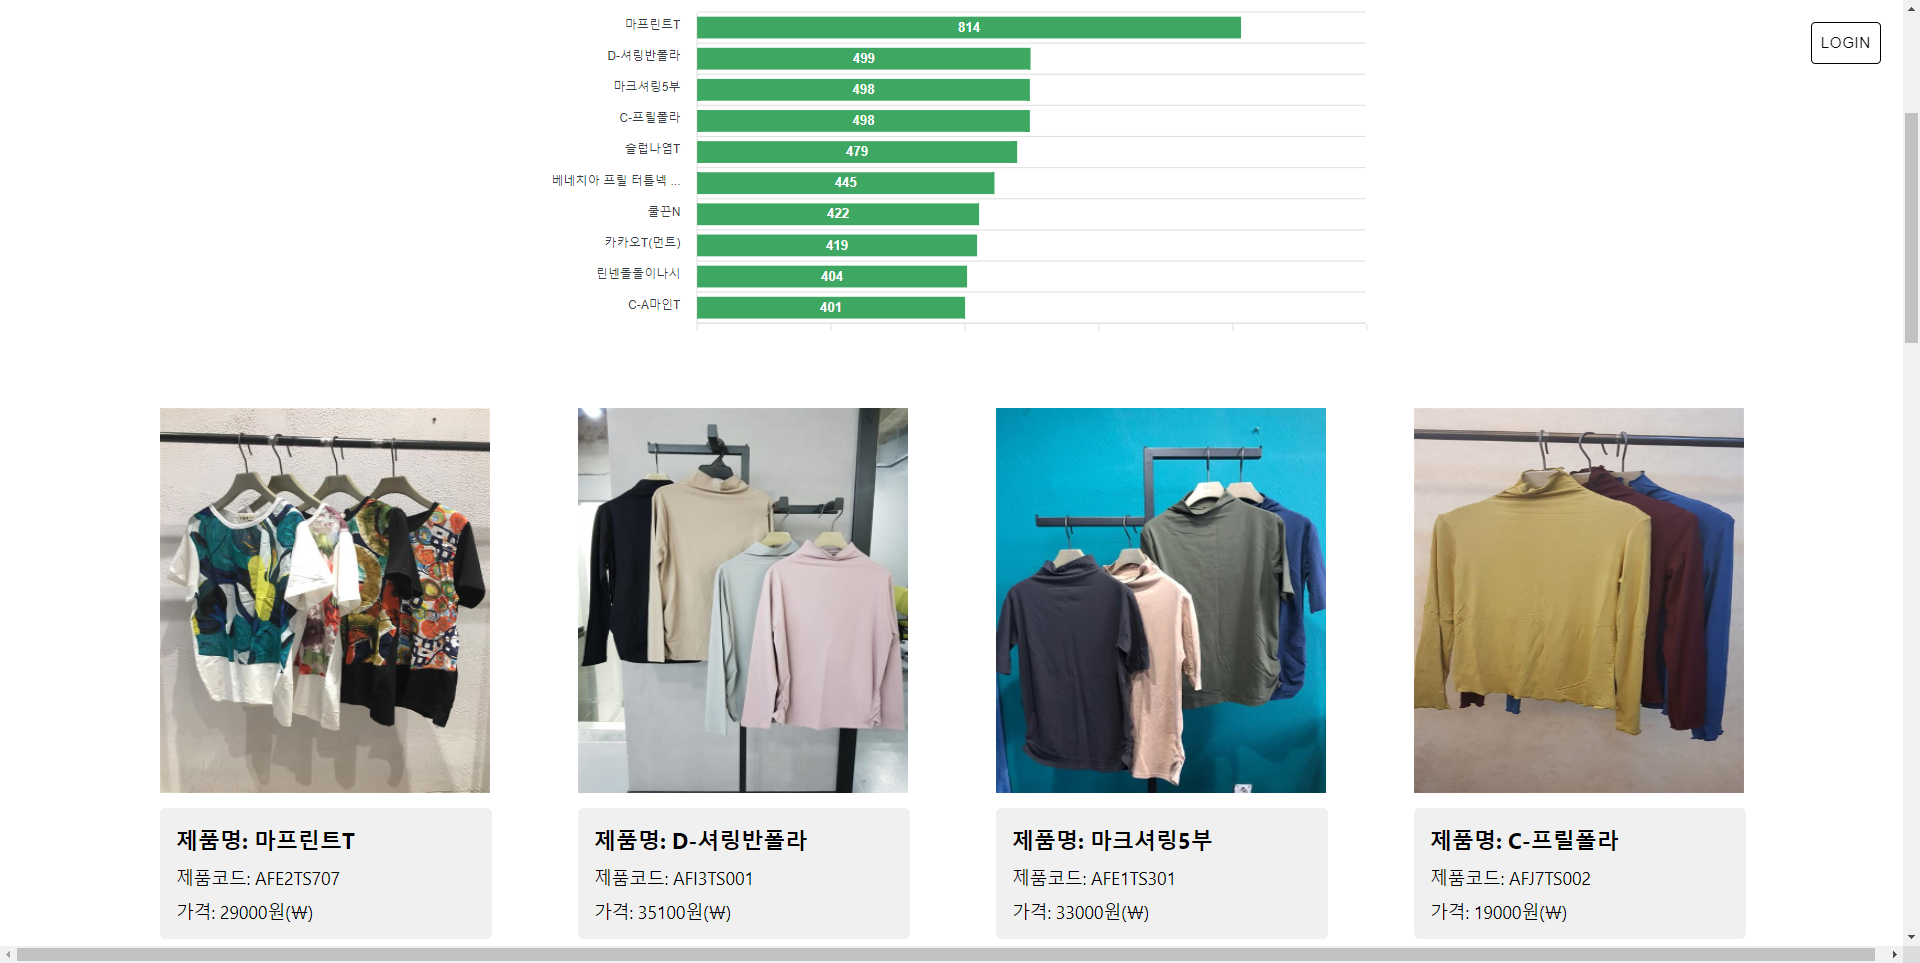 LOGIN
마프린트T 814
D-셔링반폴라 499
마크셔링5부 498
C-프릴폴라 498
슬럽나염T 479
베네치아 프릴 터틀넥 ... 445
쿨끈N 422
카카오T(먼트) 419
린넨돌돌이나시 404
C-A마인T 401
제품명: 마프린트T
제품코드: AFE2TS707
가격: 29000원(₩)
제품명: D-셔링반폴라
제품코드: AFI3TS001
가격: 35100원(₩)
제품명: 마크셔링5부
제품코드: AFE1TS301
가격: 33000원(₩)
제품명: C-프릴폴라
제품코드: AFJ7TS002
가격: 19000원(₩)